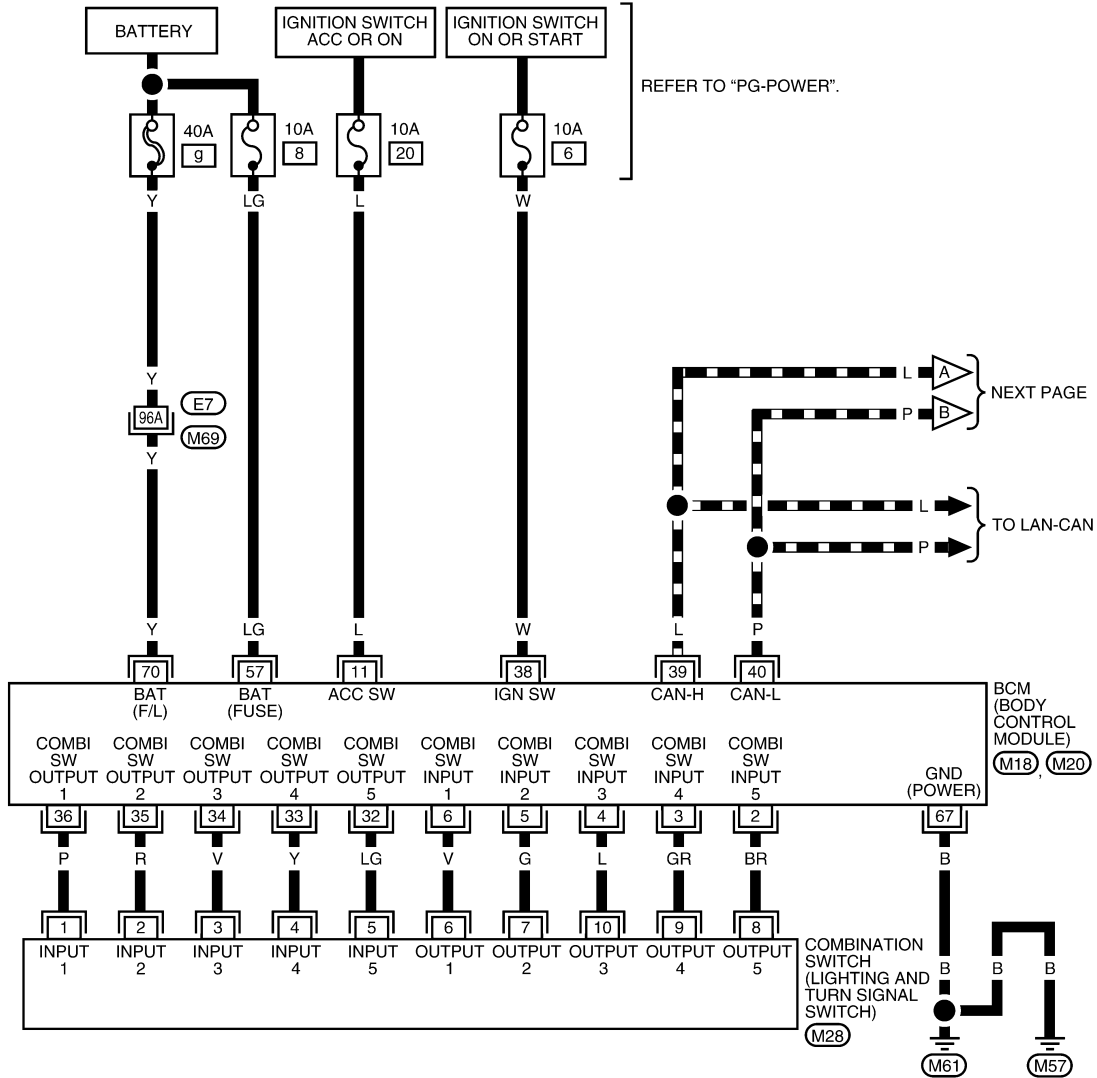 BATTERY
IGNITION SWITCH
ACC OR ON
IGNITION SWITCH
ON OR START
REFER TO “PG-POWER”.
40A
g
10A
8
10A
20
10A
6
Y
LG
L
W
Y
96A
E7
M69
Y
L
A
P
B
NEXT PAGE
L
P
TO LAN-CAN
Y
LG
L
W
L
P
70
57
11
38
39
40
BAT
(F/L)
BAT
(FUSE)
ACC SW
IGN SW
CAN-H
CAN-L
BCM
(BODY
CONTROL
MODULE)
M18 , M20
COMBI
SW
OUTPUT
1
COMBI
SW
OUTPUT
2
COMBI
SW
OUTPUT
3
COMBI
SW
OUTPUT
4
COMBI
SW
OUTPUT
5
COMBI
SW
INPUT
1
COMBI
SW
INPUT
2
COMBI
SW
INPUT
3
COMBI
SW
INPUT
4
COMBI
SW
INPUT
5
GND
(POWER)
36
35
34
33
32
6
5
4
3
2
67
P
R
V
Y
LG
V
G
L
GR
BR
B
1
2
3
4
5
6
7
10
9
8
INPUT
1
INPUT
2
INPUT
3
INPUT
4
INPUT
5
OUTPUT
1
OUTPUT
2
OUTPUT
3
OUTPUT
4
OUTPUT
5
COMBINATION
SWITCH
(LIGHTING AND
TURN SIGNAL
SWITCH)
M28
B
B
B
M61
M57